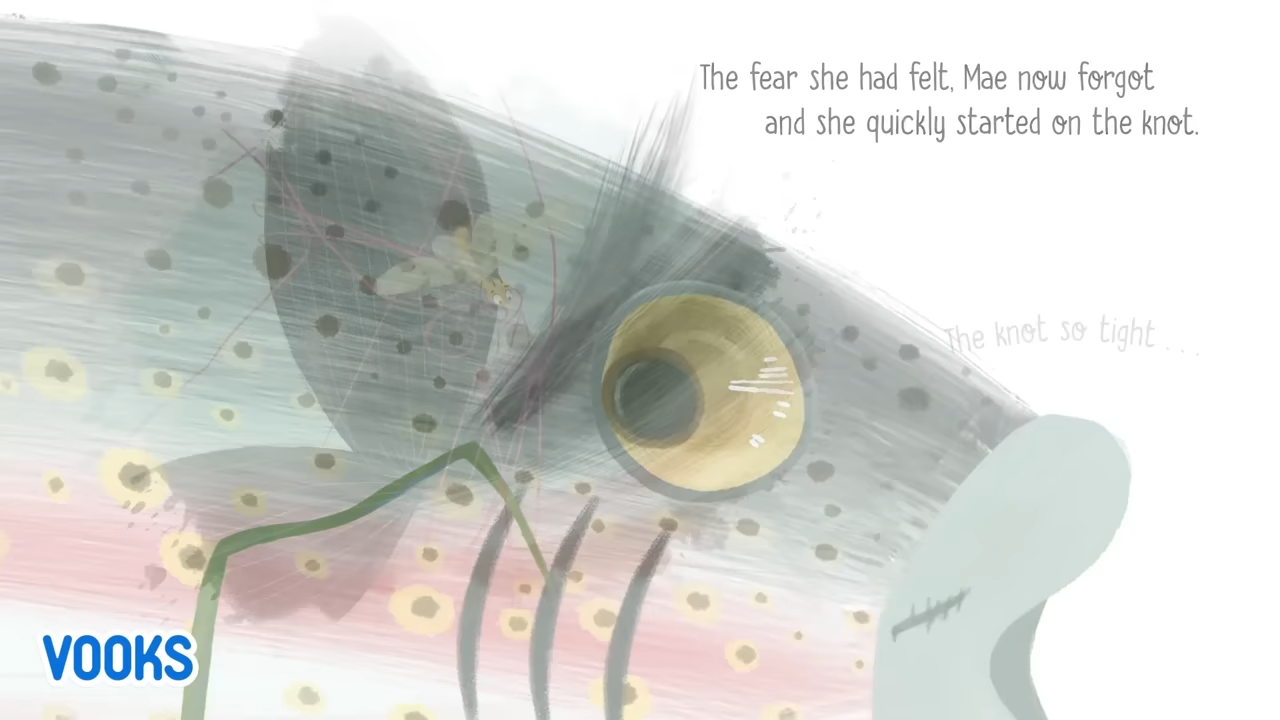 The fear she had felt, Mae now forgot
and she quickly started on the knot.
The knot so tight . . .
VOOKS